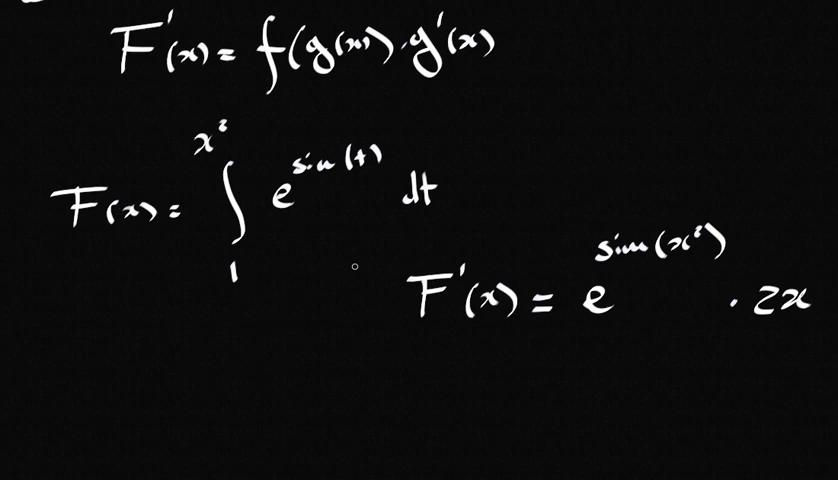 F'(x) = f(g(x)) · g'(x)
F(x) = ∫₁^{x²} e^{sin(t)} dt
F'(x) = e^{sin(x²)} · 2x